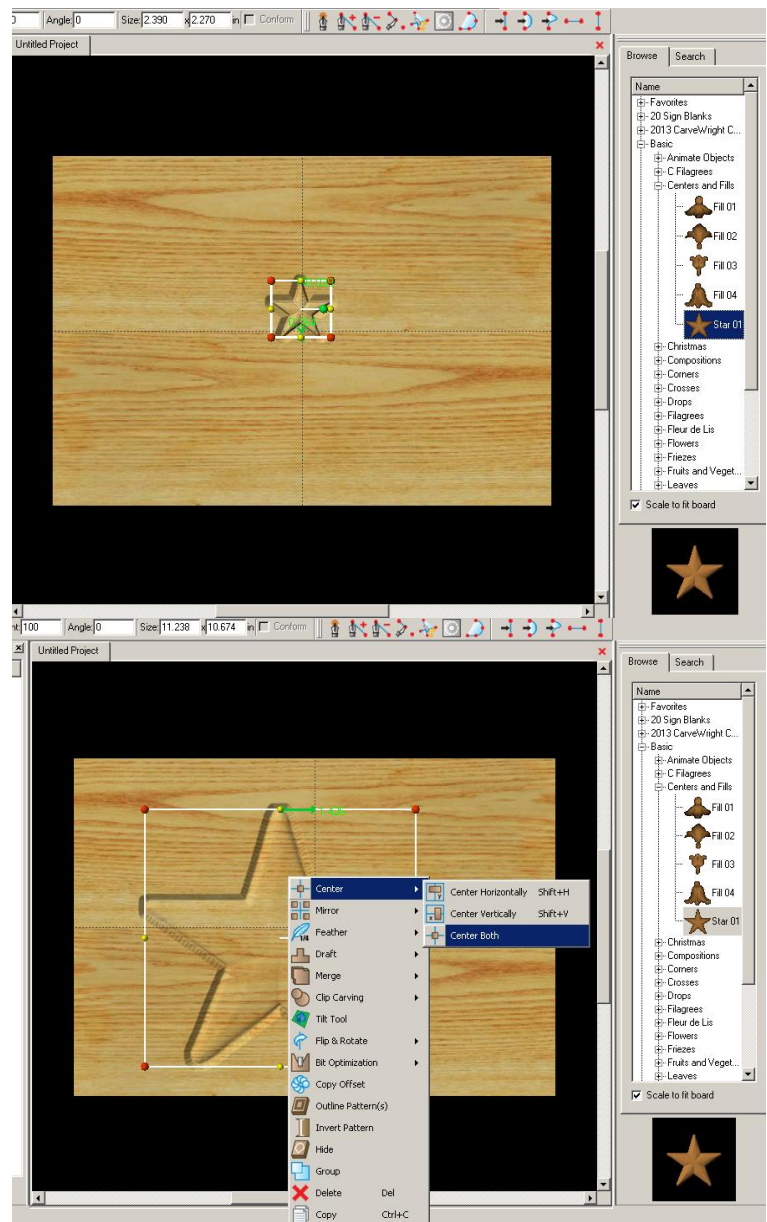 0 Angle: 0 Size: 2.390 x 2.270 in Conform
Untitled Project
Browse Search
Name
Favorites
20 Sign Blanks
2013 CarveWright C...
Basic
Animate Objects
C Filagrees
Centers and Fills
Fill 01
Fill 02
Fill 03
Fill 04
Star 01
Christmas
Compositions
Corners
Crosses
Drops
Filagrees
Fleur de Lis
Flowers
Friezes
Fruits and Veget...
Leaves
Scale to fit board
nt: 100 Angle: 0 Size: 11.238 x 10.674 in Conform
Untitled Project
Center
Mirror
Feather
Draft
Merge
Clip Carving
Tilt Tool
Flip & Rotate
Bit Optimization
Copy Offset
Outline Pattern(s)
Invert Pattern
Hide
Group
Delete Del
Copy Ctrl+C
Center Horizontally Shift+H
Center Vertically Shift+V
Center Both
Browse Search
Name
Favorites
20 Sign Blanks
2013 CarveWright C...
Basic
Animate Objects
C Filagrees
Centers and Fills
Fill 01
Fill 02
Fill 03
Fill 04
Star 01
Christmas
Compositions
Corners
Crosses
Drops
Filagrees
Fleur de Lis
Flowers
Friezes
Fruits and Veget...
Leaves
Scale to fit board